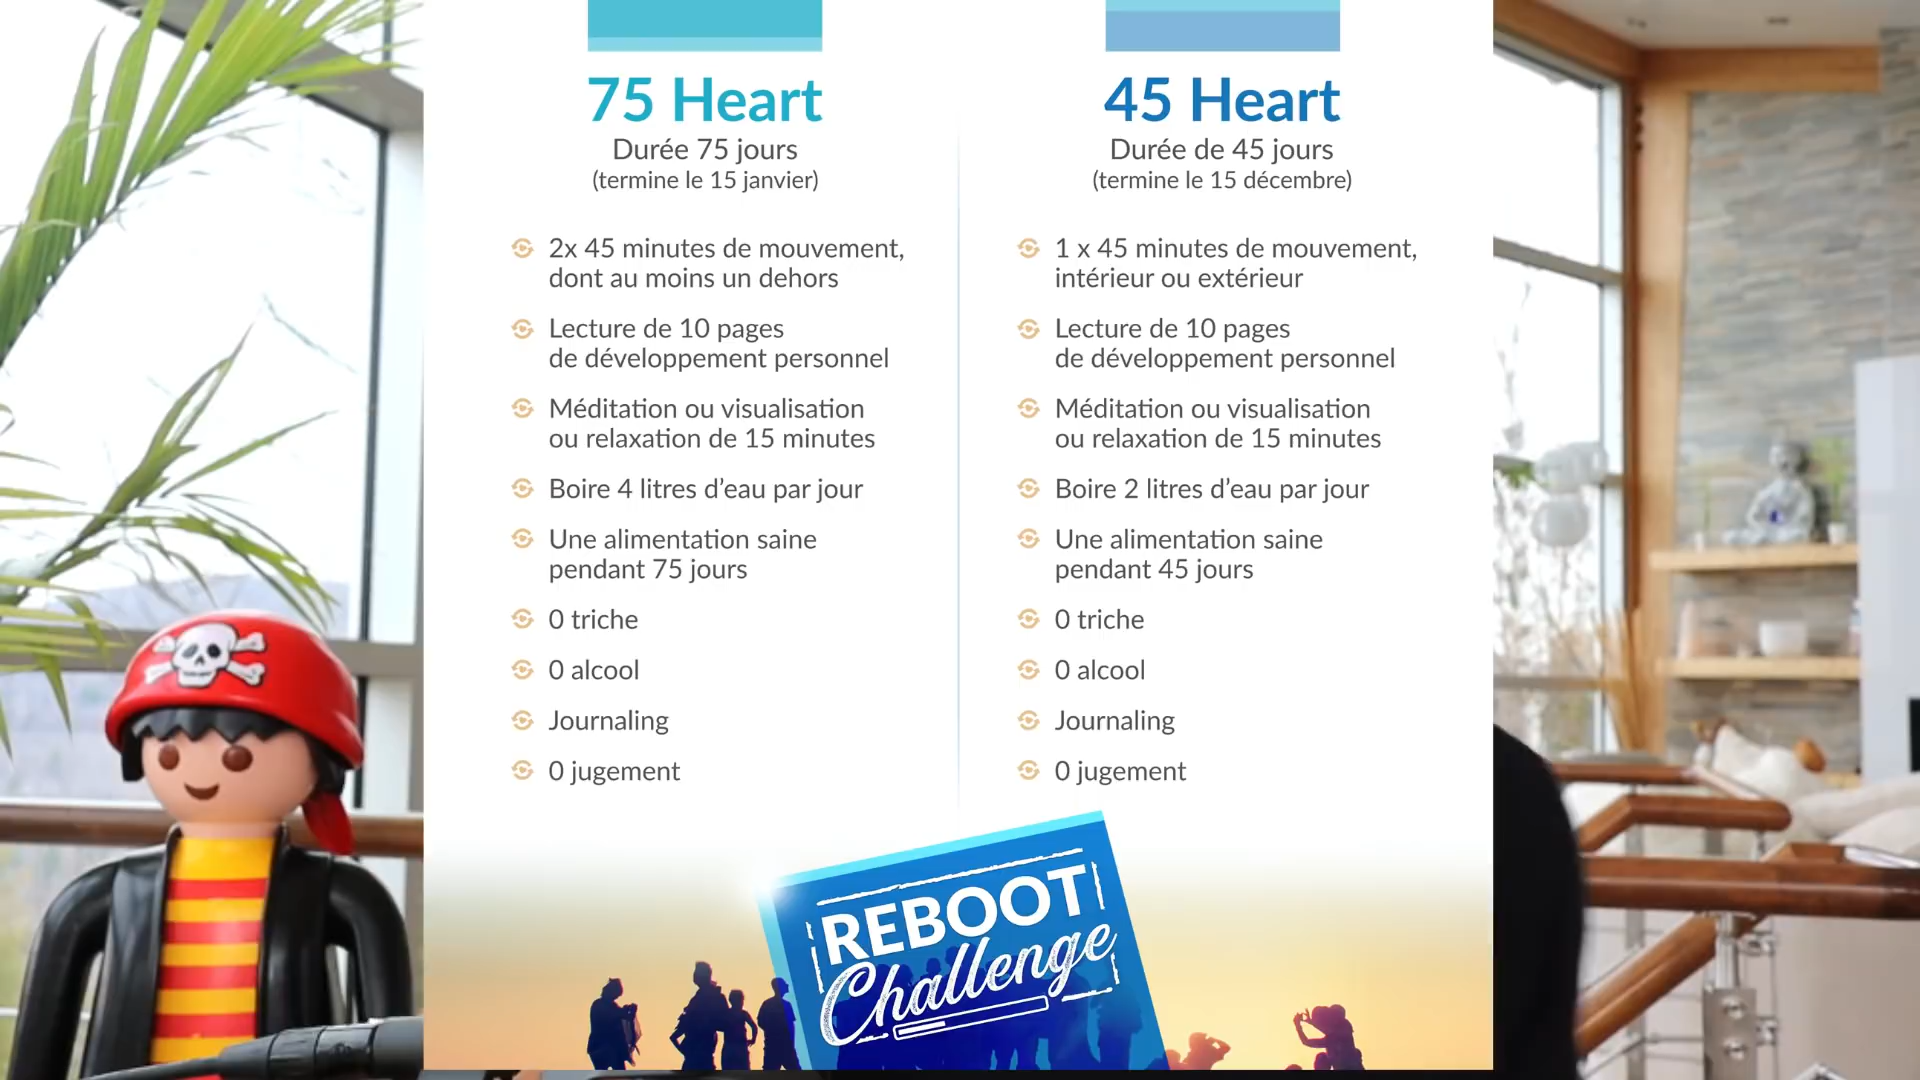 75 Heart
Durée 75 jours
(termine le 15 janvier)
2x 45 minutes de mouvement,
dont au moins un dehors
Lecture de 10 pages
de développement personnel
Méditation ou visualisation
ou relaxation de 15 minutes
Boire 4 litres d’eau par jour
Une alimentation saine
pendant 75 jours
0 triche
0 alcool
Journaling
0 jugement
45 Heart
Durée de 45 jours
(termine le 15 décembre)
1 x 45 minutes de mouvement,
intérieur ou extérieur
Lecture de 10 pages
de développement personnel
Méditation ou visualisation
ou relaxation de 15 minutes
Boire 2 litres d’eau par jour
Une alimentation saine
pendant 45 jours
0 triche
0 alcool
Journaling
0 jugement
REBOOT
Challenge